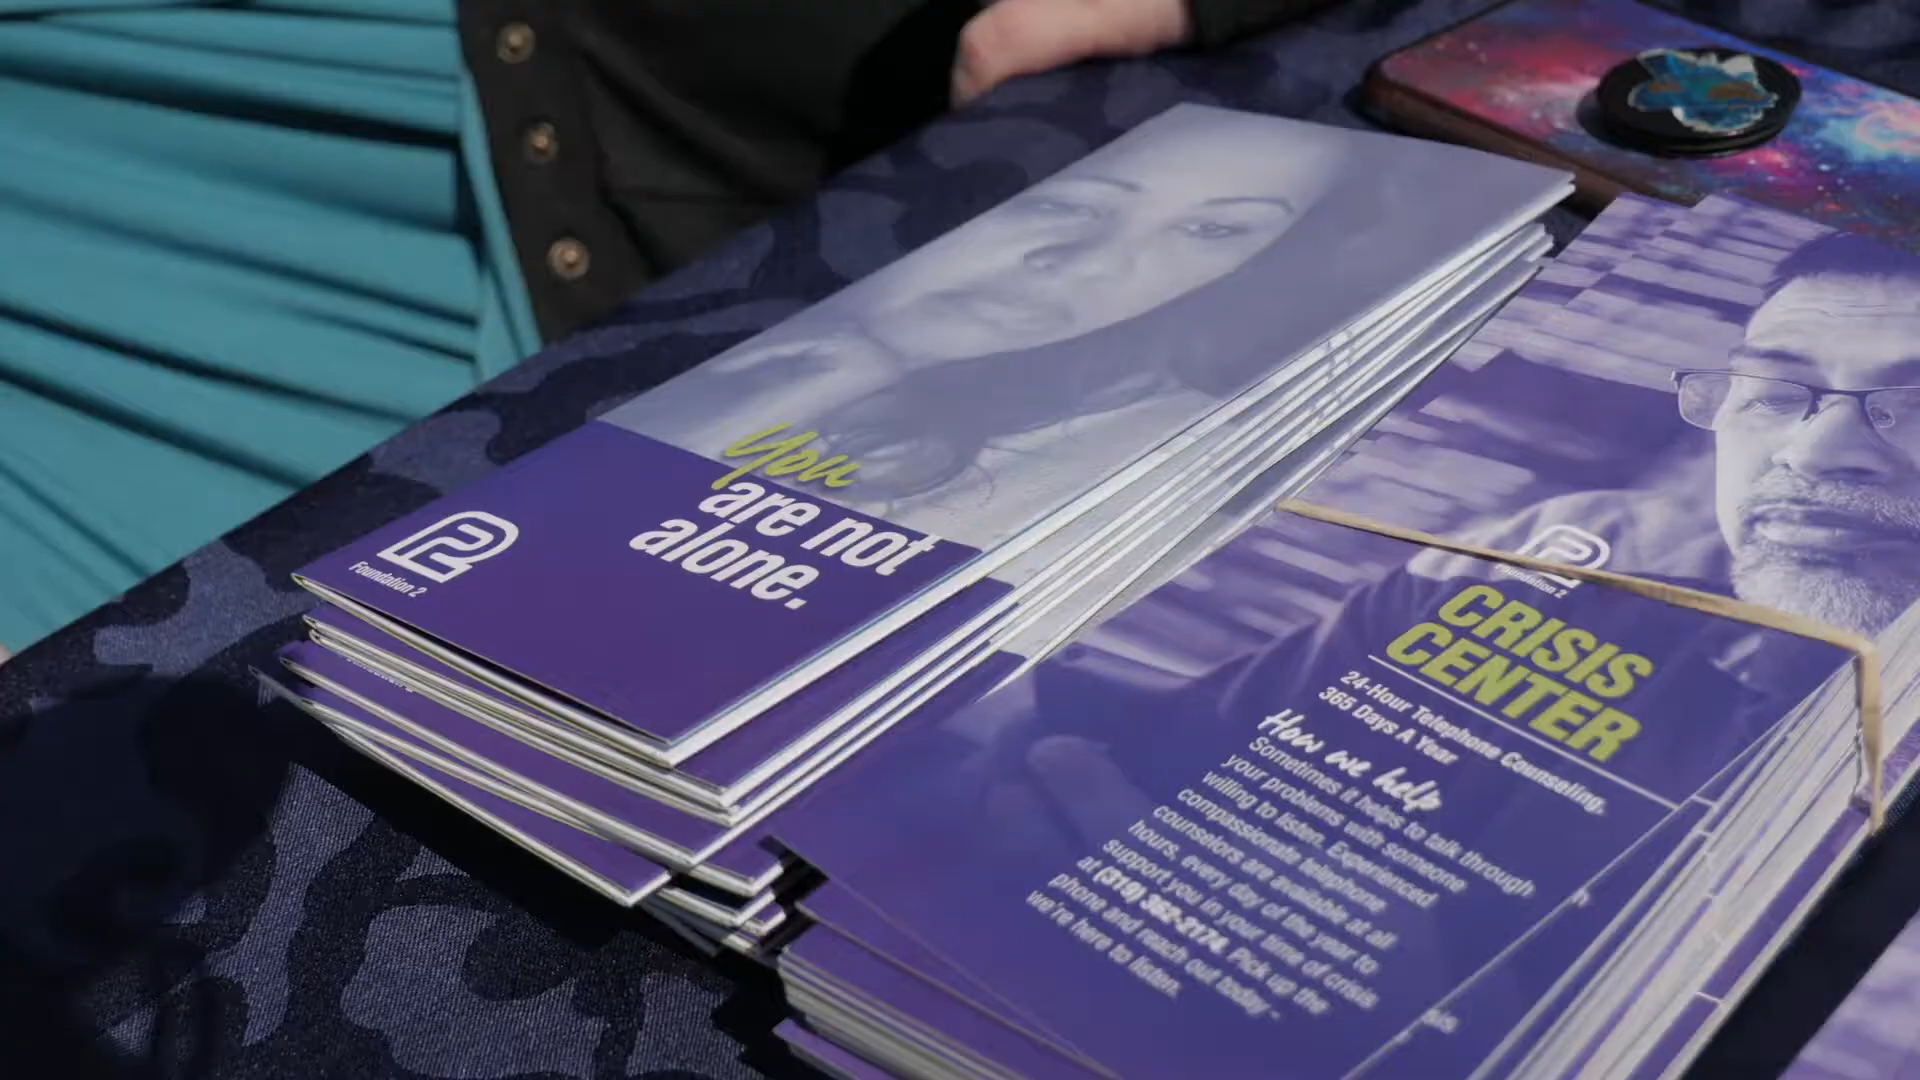 You
are not
alone.
Foundation 2
Foundation 2
CRISIS
CENTER
24-Hour Telephone Counseling,
365 Days A Year
How we help
Sometimes it helps to talk through
your problems with someone
willing to listen. Experienced
compassionate telephone
counselors are available at all
hours, every day of the year to
support you in your time of crisis
at (319) 362-2174. Pick up the
phone and reach out today -
we're here to listen.